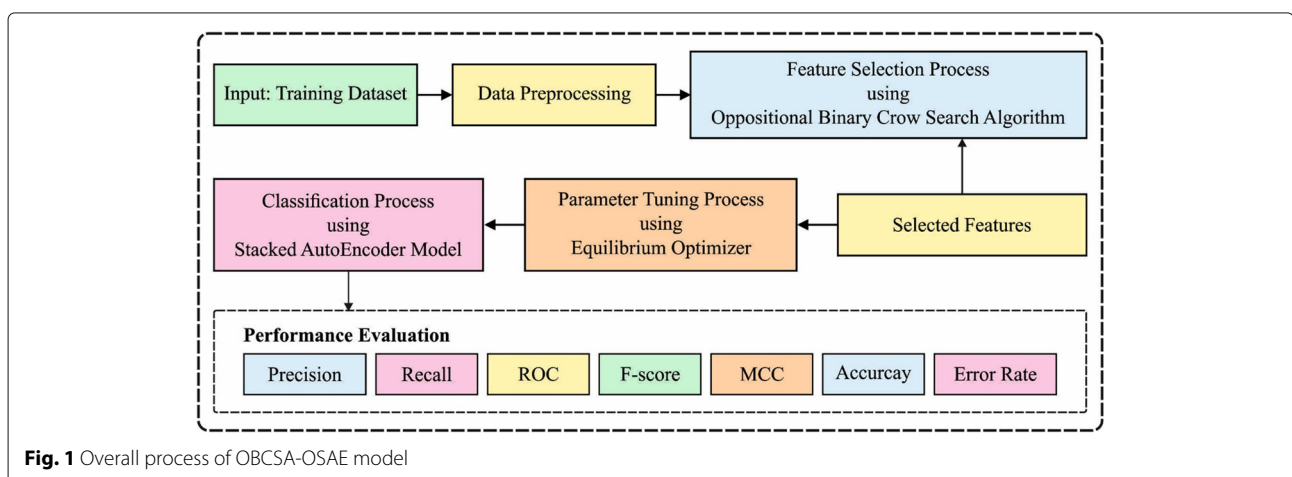 Input: Training Dataset
Data Preprocessing
Feature Selection Process
using
Oppositional Binary Crow Search Algorithm
Classification Process
using
Stacked AutoEncoder Model
Parameter Tuning Process
using
Equilibrium Optimizer
Selected Features
Performance Evaluation
Precision
Recall
ROC
F-score
MCC
Accurcay
Error Rate
Fig. 1 Overall process of OBCSA-OSAE model